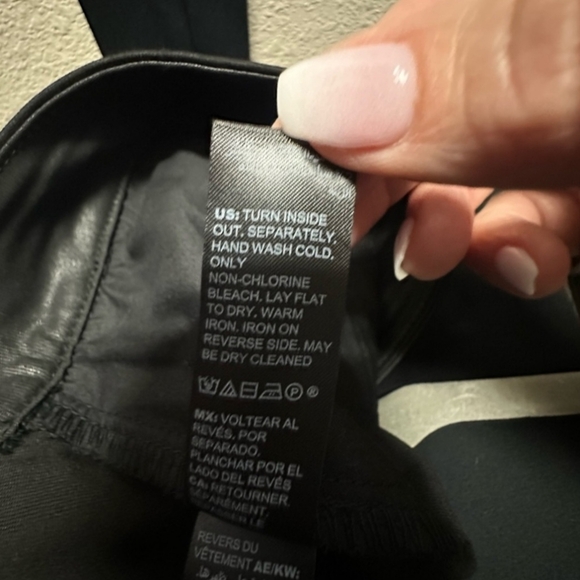 US: TURN INSIDE
OUT. SEPARATELY.
HAND WASH COLD.
ONLY
NON-CHLORINE
BLEACH. LAY FLAT
TO DRY. WARM
IRON. IRON ON
REVERSE SIDE. MAY
BE DRY CLEANED
P ®
MX: VOLTEAR AL
REVÉS. POR
SEPARADO.
PLANCHAR POR EL
LADO DEL REVÉS
CA: RETOURNER.
SÉPARÉMENT.
REVERS DU
VÊTEMENT AE/KW: